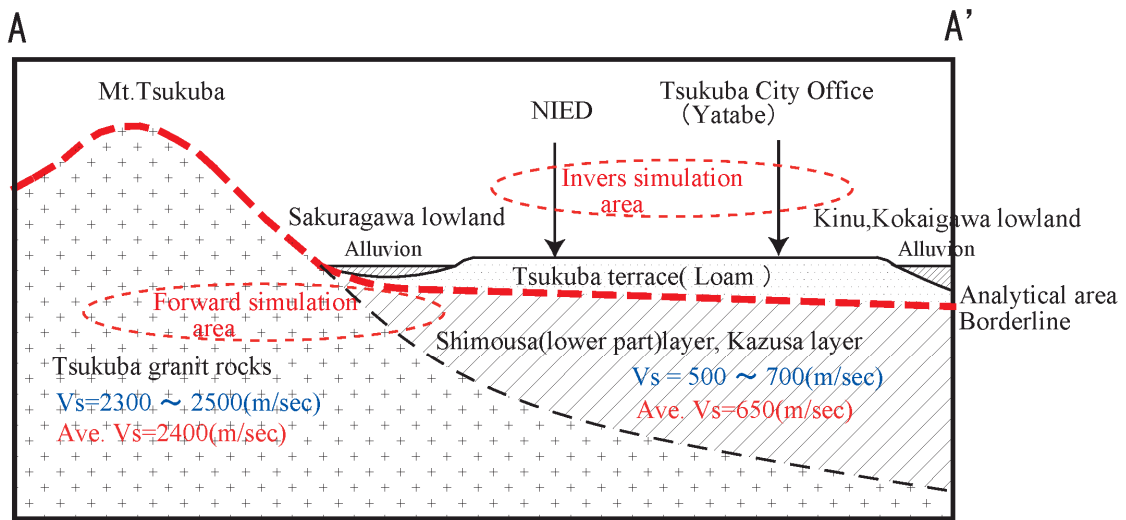 A
A'
Mt.Tsukuba
NIED
Tsukuba City Office
(Yatabe)
Invers simulation
area
Sakuragawa lowland
Kinu,Kokaigawa lowland
Alluvion
Alluvion
Tsukuba terrace( Loam )
Forward simulation
area
Analytical area
Borderline
Shimousa(lower part)layer, Kazusa layer
Tsukuba granit rocks
Vs=2300 ～ 2500(m/sec)
Ave. Vs=2400(m/sec)
Vs = 500 ～ 700(m/sec)
Ave. Vs=650(m/sec)